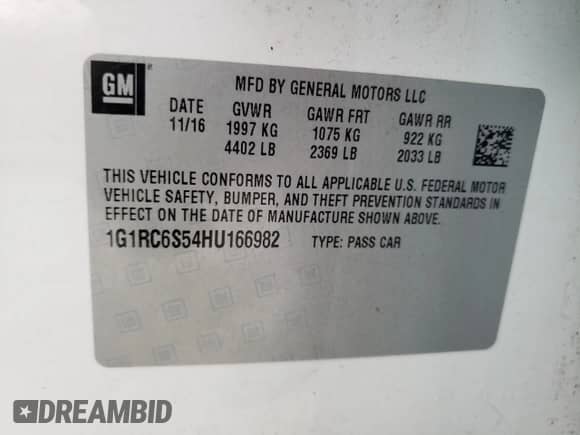 GM
MFD BY GENERAL MOTORS LLC
DATE GVWR GAWR FRT GAWR RR
11/16 1997 KG 1075 KG 922 KG
4402 LB 2369 LB 2033 LB
THIS VEHICLE CONFORMS TO ALL APPLICABLE U.S. FEDERAL MOTOR
VEHICLE SAFETY, BUMPER, AND THEFT PREVENTION STANDARDS IN
EFFECT ON THE DATE OF MANUFACTURE SHOWN ABOVE.
1G1RC6S54HU166982 TYPE: PASS CAR
DREAMBID